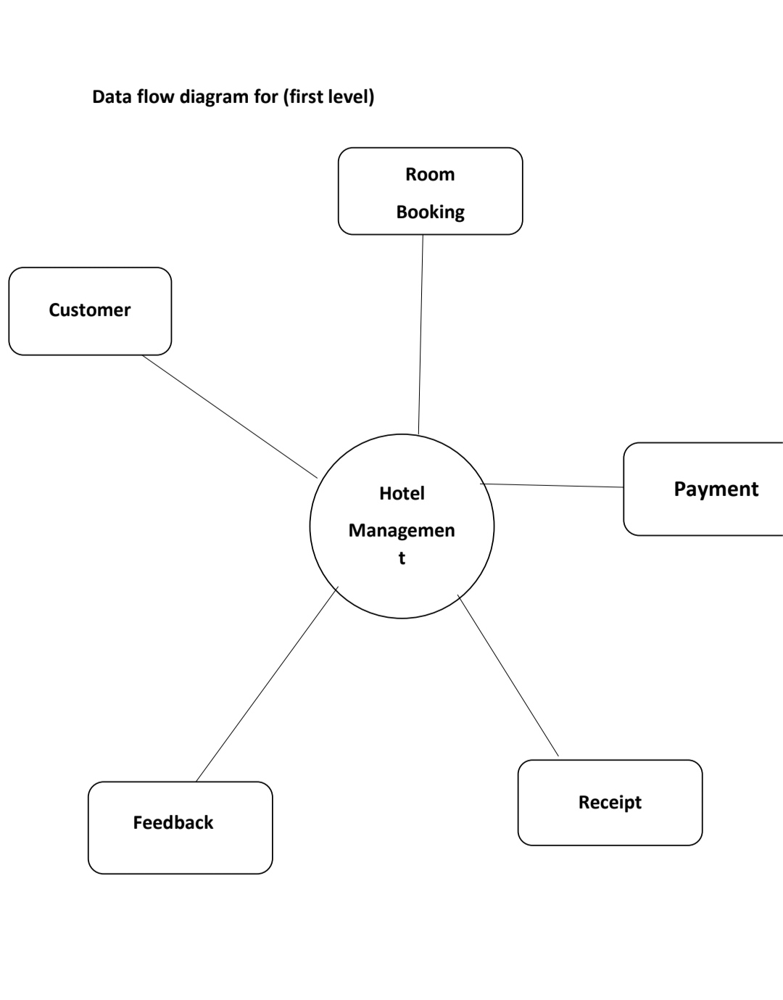 Data flow diagram for (first level)
Room
Booking
Customer
Hotel
Managemen
t
Payment
Receipt
Feedback